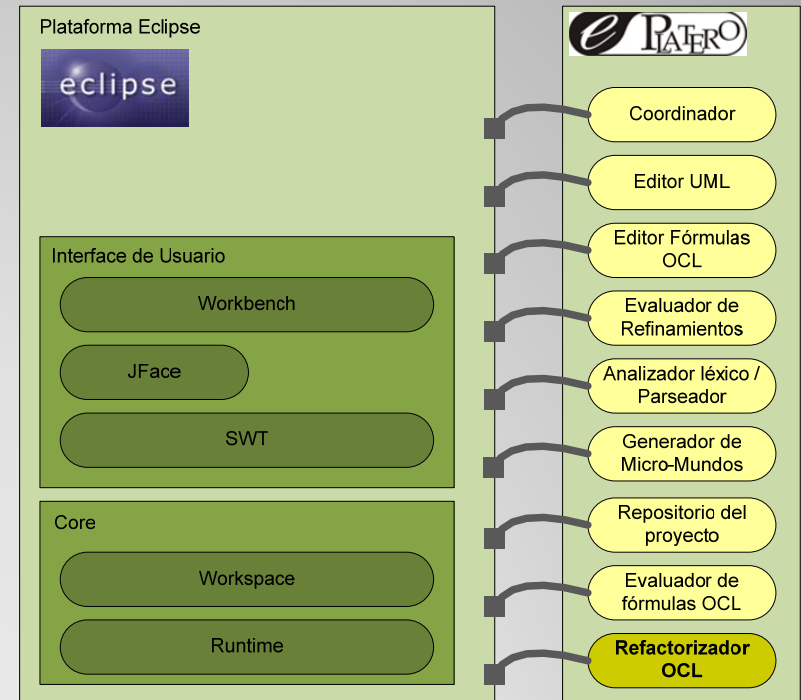 Plataforma Eclipse
eclipse
Interface de Usuario
Workbench
JFace
SWT
Core
Workspace
Runtime
e PLATERO
Coordinador
Editor UML
Editor Fórmulas
OCL
Evaluador de
Refinamientos
Analizador léxico /
Parseador
Generador de
Micro-Mundos
Repositorio del
proyecto
Evaluador de
fórmulas OCL
Refactorizador
OCL